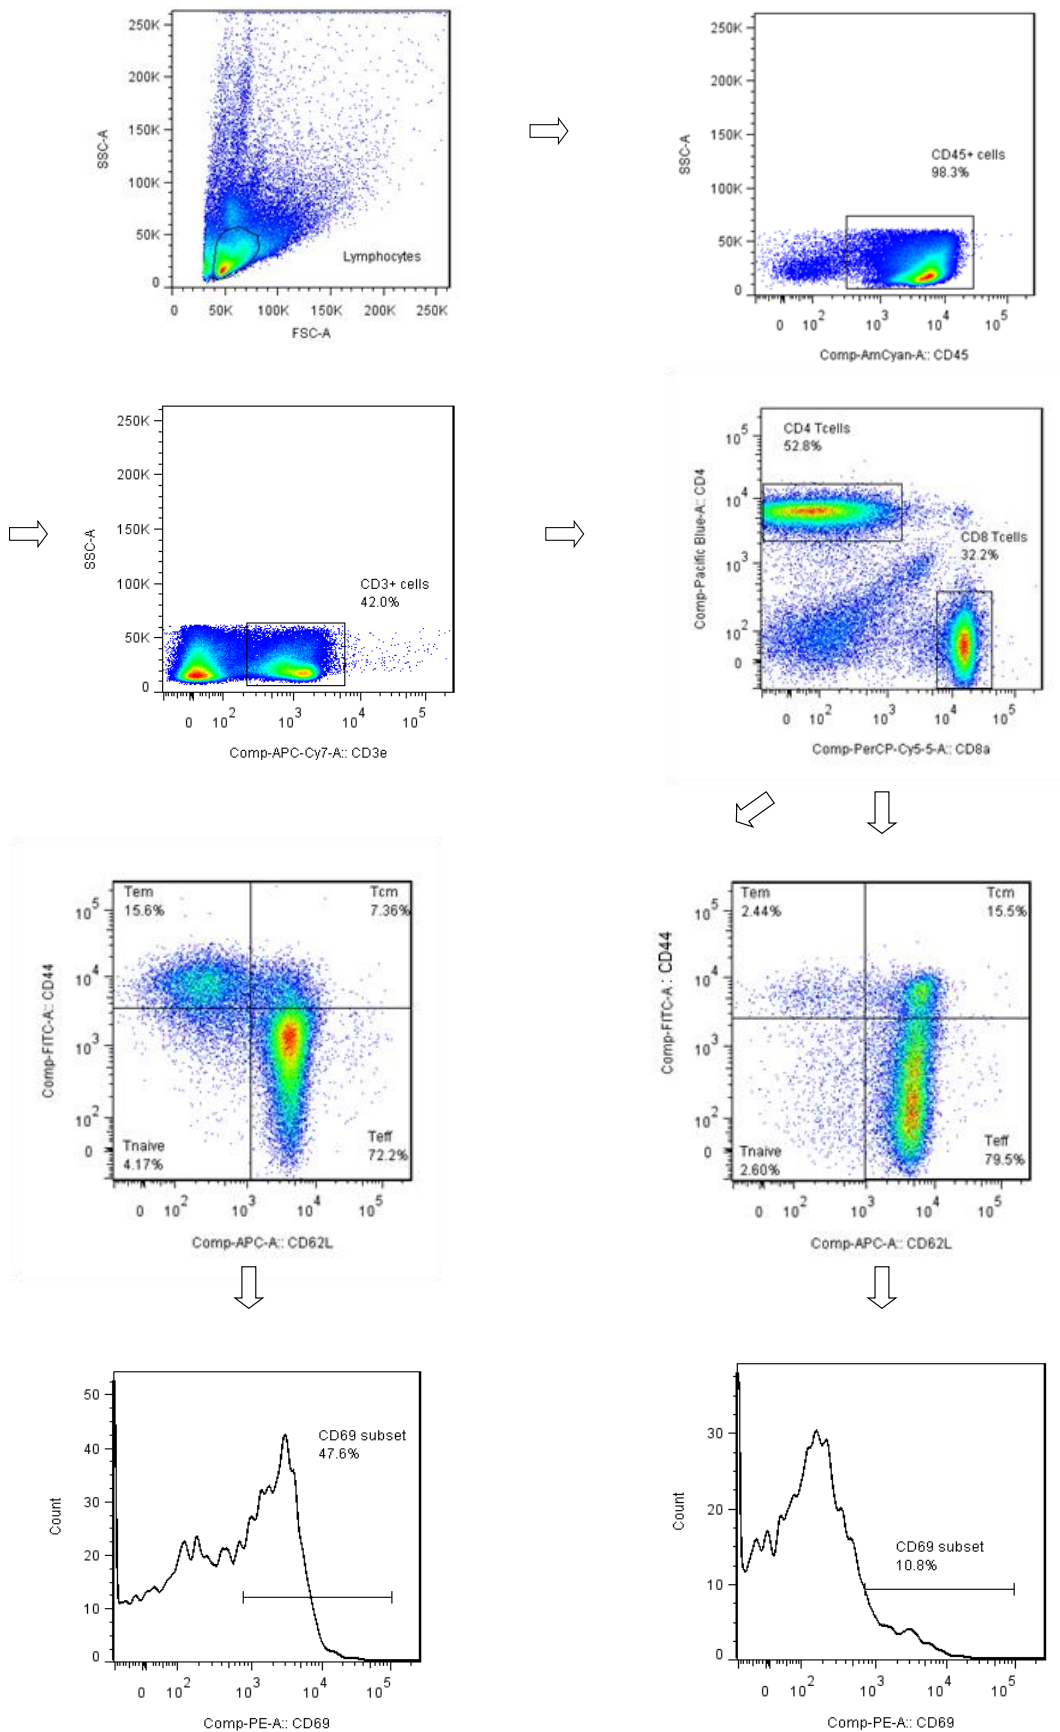 250K
200K
150K
100K
50K
0
SSC-A
Lymphocytes
0 50K 100K 150K 200K 250K
FSC-A
250K
200K
150K
100K
50K
0
SSC-A
CD45+ cells
98.3%
0 10^2 10^3 10^4 10^5
Comp-AmCyan-A:: CD45
250K
200K
150K
100K
50K
0
SSC-A
CD3+ cells
42.0%
0 10^2 10^3 10^4 10^5
Comp-APC-Cy7-A:: CD3e
10^5
10^4
10^3
10^2
0
Comp-Pacific Blue-A:: CD4
CD4 Tcells
52.8%
CD8 Tcells
32.2%
0 10^2 10^3 10^4 10^5
Comp-PerCP-Cy5-5-A:: CD8a
10^5
10^4
10^3
10^2
0
Comp-FITC-A:: CD44
Tem
15.6%
Tcm
7.36%
Tnaive
4.17%
Teff
72.2%
0 10^2 10^3 10^4 10^5
Comp-APC-A:: CD62L
10^5
10^4
10^3
10^2
0
Comp-FITC-A:: CD44
Tem
2.44%
Tcm
15.5%
Tnaive
2.60%
Teff
79.5%
0 10^2 10^3 10^4 10^5
Comp-APC-A:: CD62L
50
40
30
20
10
0
Count
CD69 subset
47.6%
0 10^2 10^3 10^4 10^5
Comp-PE-A:: CD69
30
20
10
0
Count
CD69 subset
10.8%
0 10^2 10^3 10^4 10^5
Comp-PE-A:: CD69